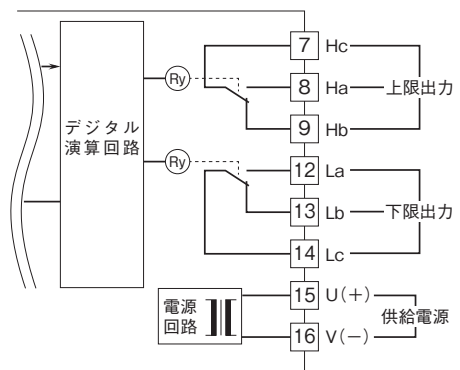 デジタル
演算回路
Ry
Ry
7 Hc
8 Ha
9 Hb
上限出力
12 La
13 Lb
14 Lc
下限出力
電源
回路
15 U(+)
16 V(−)
供給電源